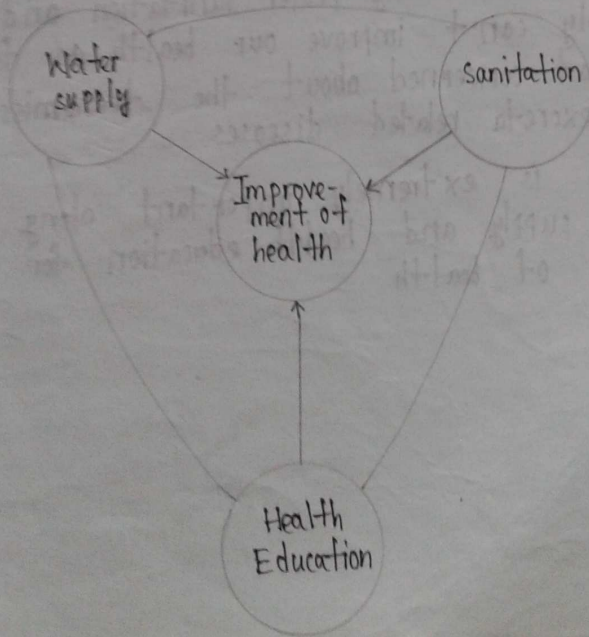 Water
supply
Sanitation
Improve-
ment of
health
Health
Education